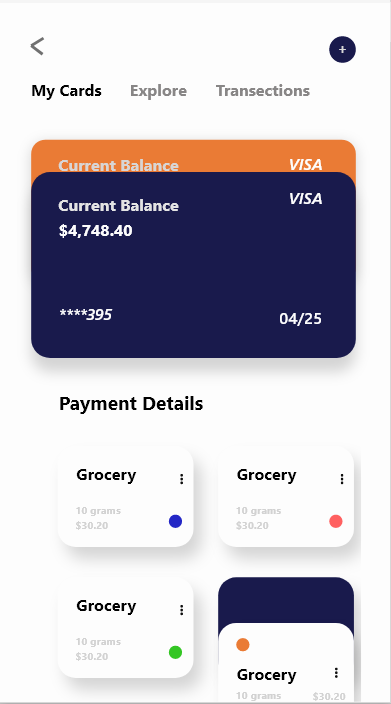 +
My Cards Explore Transections
Current Balance VISA
Current Balance VISA
$4,748.40
****395 04/25
Payment Details
Grocery Grocery
10 grams 10 grams
$30.20 $30.20
Grocery
10 grams
$30.20
Grocery
10 grams $30.20